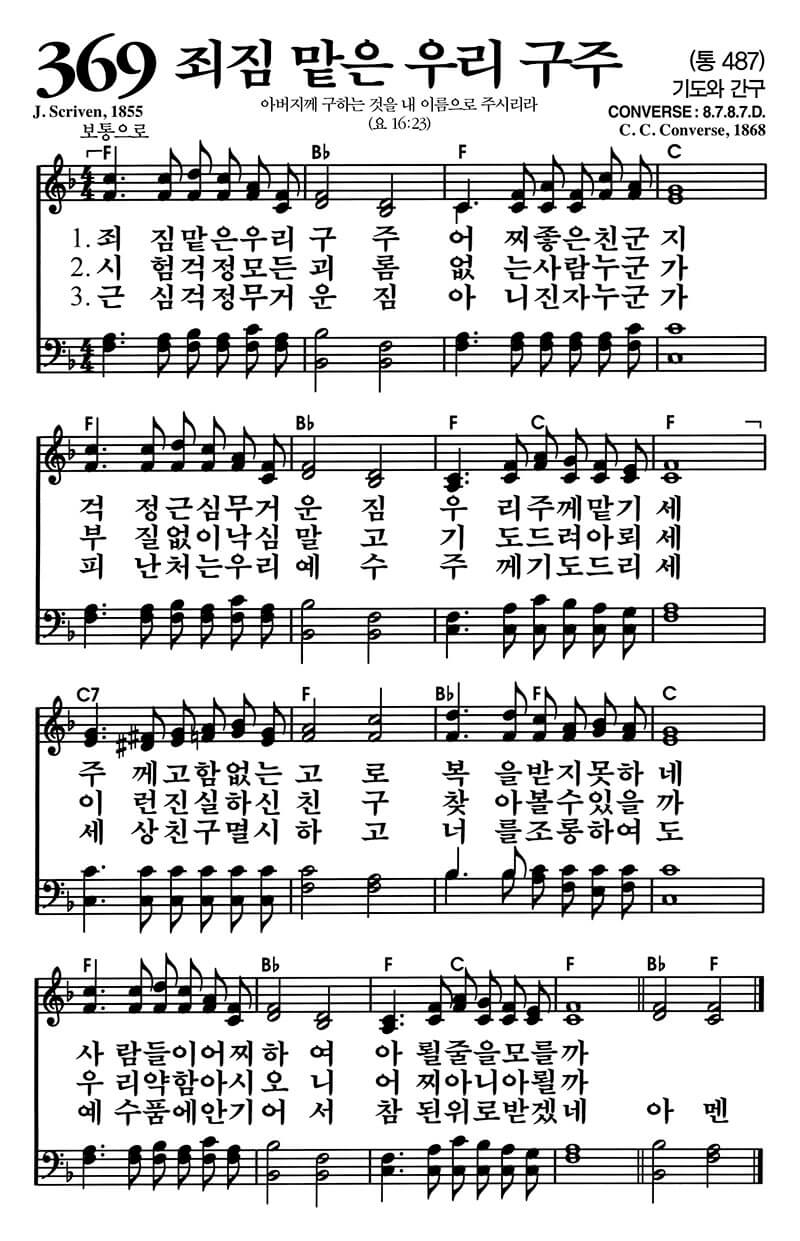 369 죄짐 맡은 우리 구주 (통 487)
기도와 간구
J. Scriven, 1855 아버지께 구하는 것을 내 이름으로 주시리라 CONVERSE : 8.7.8.7.D.
보통으로 (요 16:23) C. C. Converse, 1868
F B♭ F C
4/4
1. 죄 짐맡은우리 구 주 어 찌좋은친군 지
2. 시 험걱정모든 괴 롬 없 는사람누군 가
3. 근 심걱정무거 운 짐 아 니진자누군 가
4/4
F B♭ F C F
걱 정근심무거 운 짐 우 리주께맡기 세
부 질없이낙심 말 고 기 도드려아뢰 세
피 난처는우리 예 수 주 께기도드리 세
C7 F B♭ F C
주 께고함없는 고 로 복 을받지못하 네
이 런진실하신 친 구 찾 아볼수있을 까
세 상친구멸시 하 고 너 를조롱하여 도
F B♭ F C F B♭ F
사 람들이어찌 하 여 아 뢸줄을모를 까
우 리약함아시 오 니 어 찌아니아뢸 까
예 수품에안기 어 서 참 된위로받겠 네 아 멘